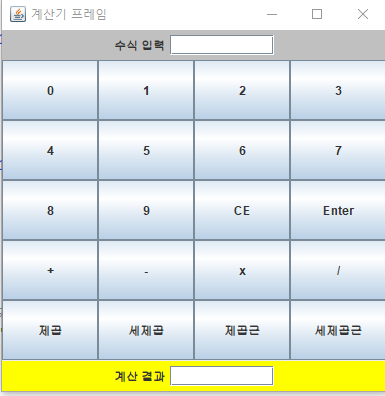 계산기 프레임
수식 입력
0 1 2 3
4 5 6 7
8 9 CE Enter
+ - x /
제곱 세제곱 제곱근 세제곱근
계산 결과